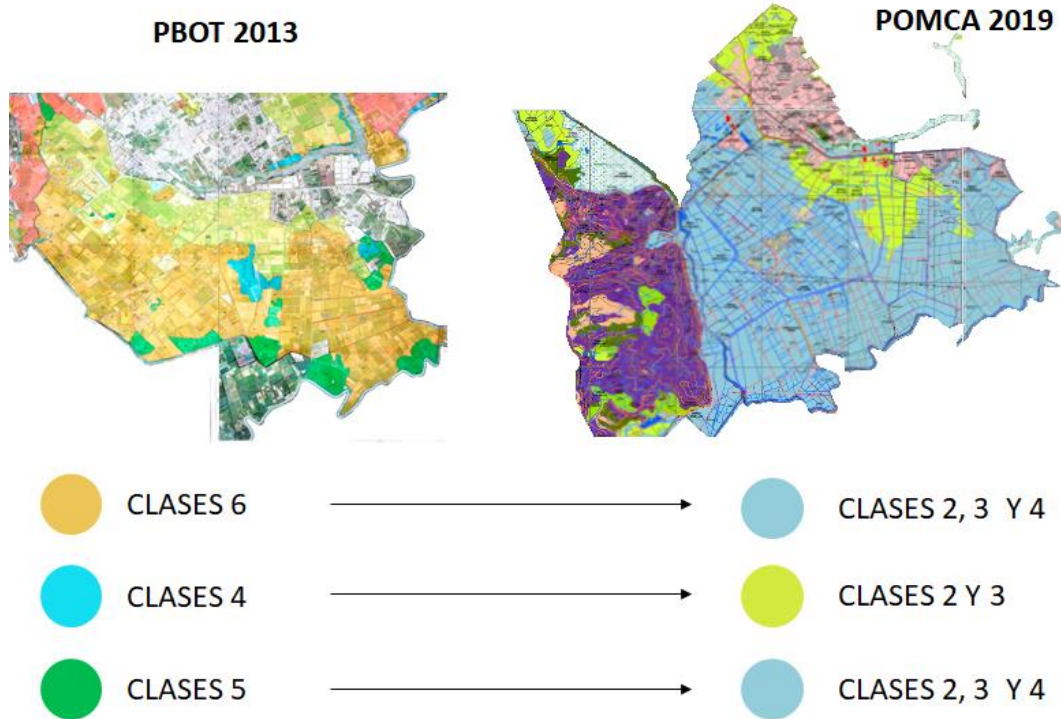 PBOT 2013
POMCA 2019
CLASES 6
CLASES 2, 3 Y 4
CLASES 4
CLASES 2 Y 3
CLASES 5
CLASES 2, 3 Y 4